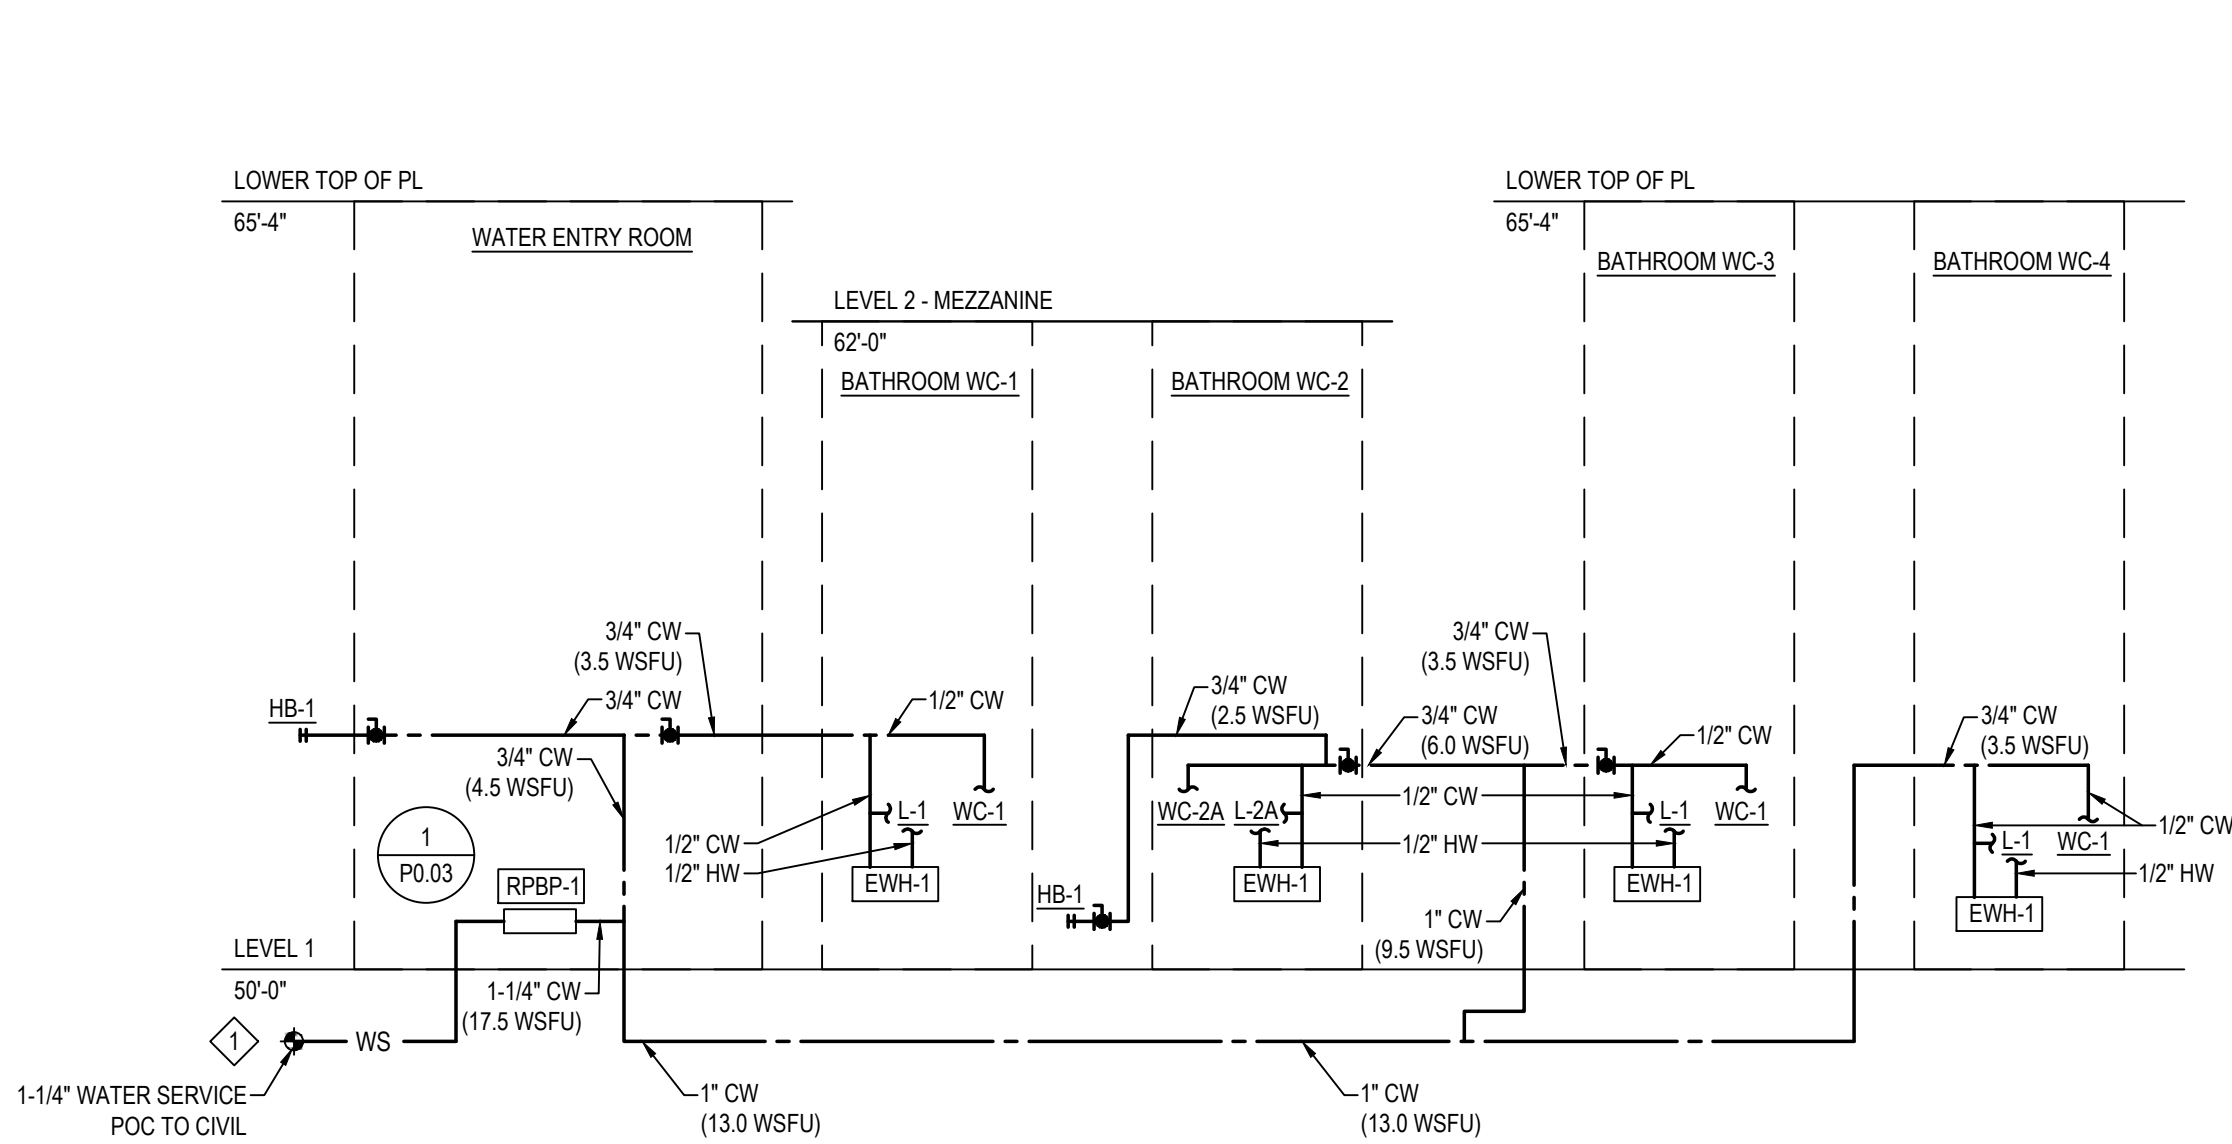 LOWER TOP OF PL
65'-4"
WATER ENTRY ROOM
LEVEL 2 - MEZZANINE
62'-0"
BATHROOM WC-1
BATHROOM WC-2
LOWER TOP OF PL
65'-4"
BATHROOM WC-3
BATHROOM WC-4
3/4" CW
(3.5 WSFU)
3/4" CW
HB-1
3/4" CW
(4.5 WSFU)
1/2" CW
L-1
WC-1
1/2" CW
1/2" HW
EWH-1
1
P0.03
RPBP-1
3/4" CW
(2.5 WSFU)
3/4" CW
(6.0 WSFU)
3/4" CW
(3.5 WSFU)
1/2" CW
WC-2A
L-2A
1/2" CW
L-1
WC-1
1/2" HW
EWH-1
EWH-1
HB-1
1" CW
(9.5 WSFU)
3/4" CW
(3.5 WSFU)
1/2" CW
L-1
WC-1
1/2" HW
EWH-1
LEVEL 1
50'-0"
1-1/4" CW
(17.5 WSFU)
1
WS
1-1/4" WATER SERVICE
POC TO CIVIL
1" CW
(13.0 WSFU)
1" CW
(13.0 WSFU)